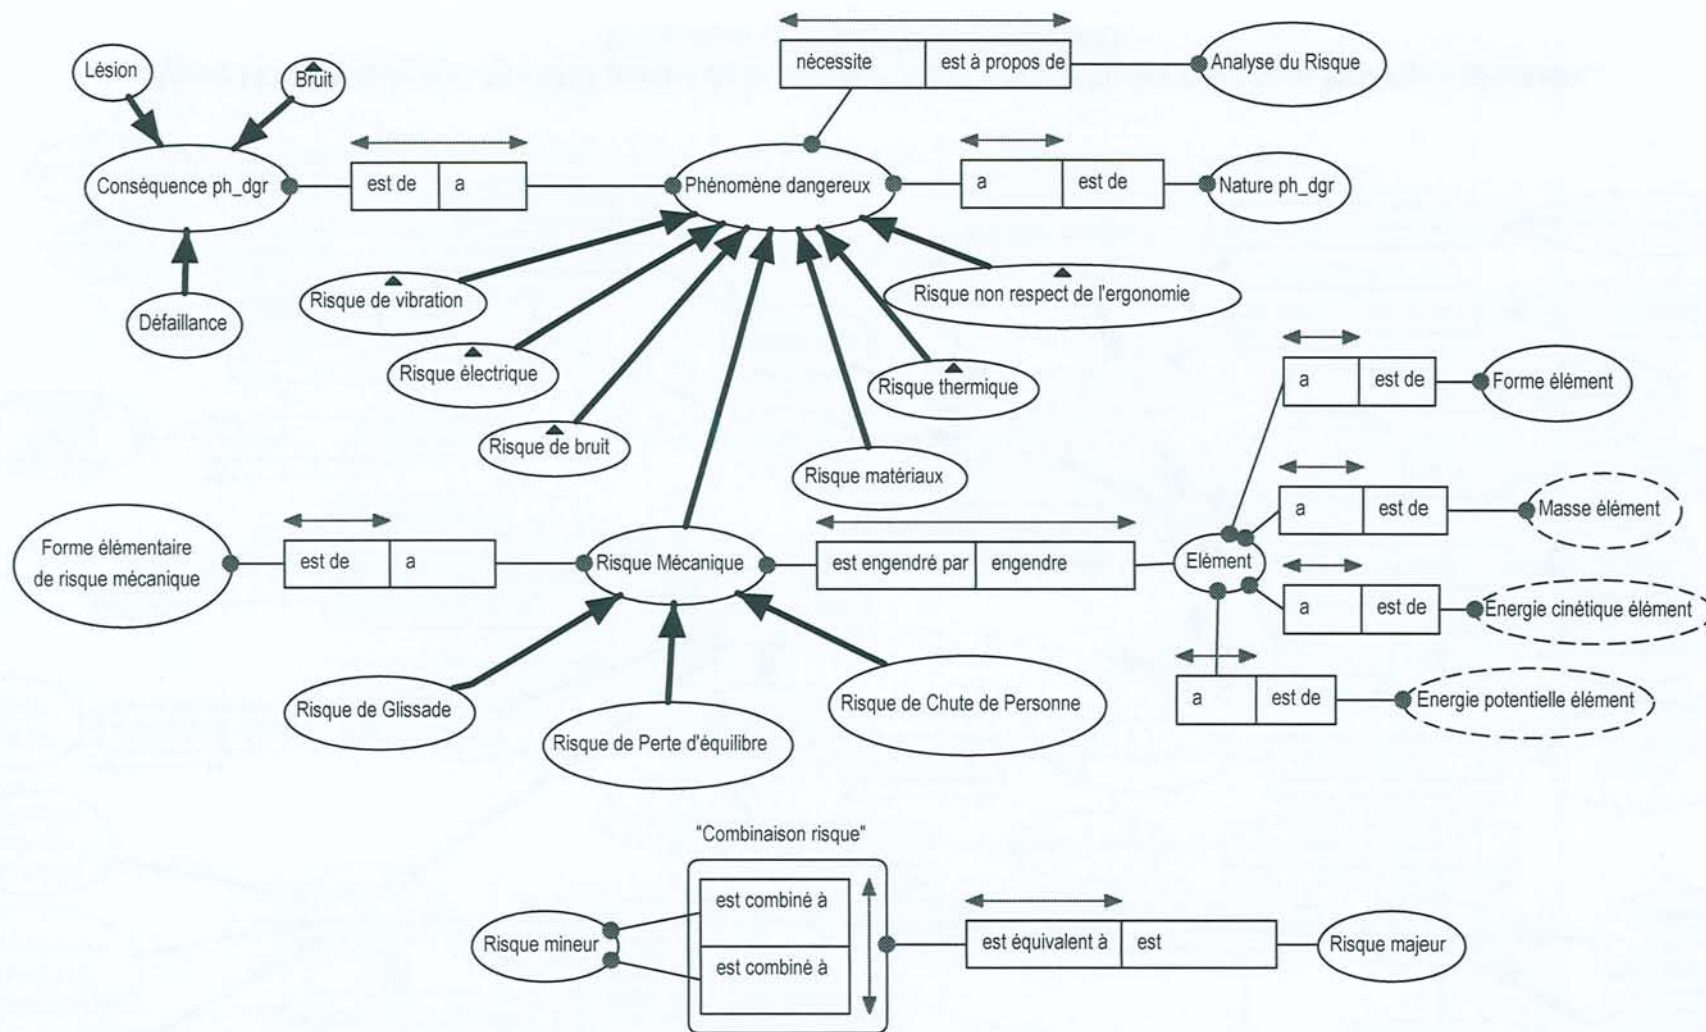 nécessite
est à propos de
Analyse du Risque
Lésion
Bruit
Conséquence ph_dgr
est de
a
Phénomène dangereux
a
est de
Nature ph_dgr
Défaillance
Risque de vibration
Risque non respect de l'ergonomie
Risque électrique
Risque thermique
a
est de
Forme élément
Risque de bruit
Risque matériaux
a
est de
Masse élément
Forme élémentaire
de risque mécanique
est de
a
Risque Mécanique
est engendré par
engendre
Elément
a
est de
Energie cinétique élément
Risque de Glissade
Risque de Perte d'équilibre
Risque de Chute de Personne
a
est de
Energie potentielle élément
"Combinaison risque"
est combiné à
est combiné à
Risque mineur
est équivalent à
est
Risque majeur